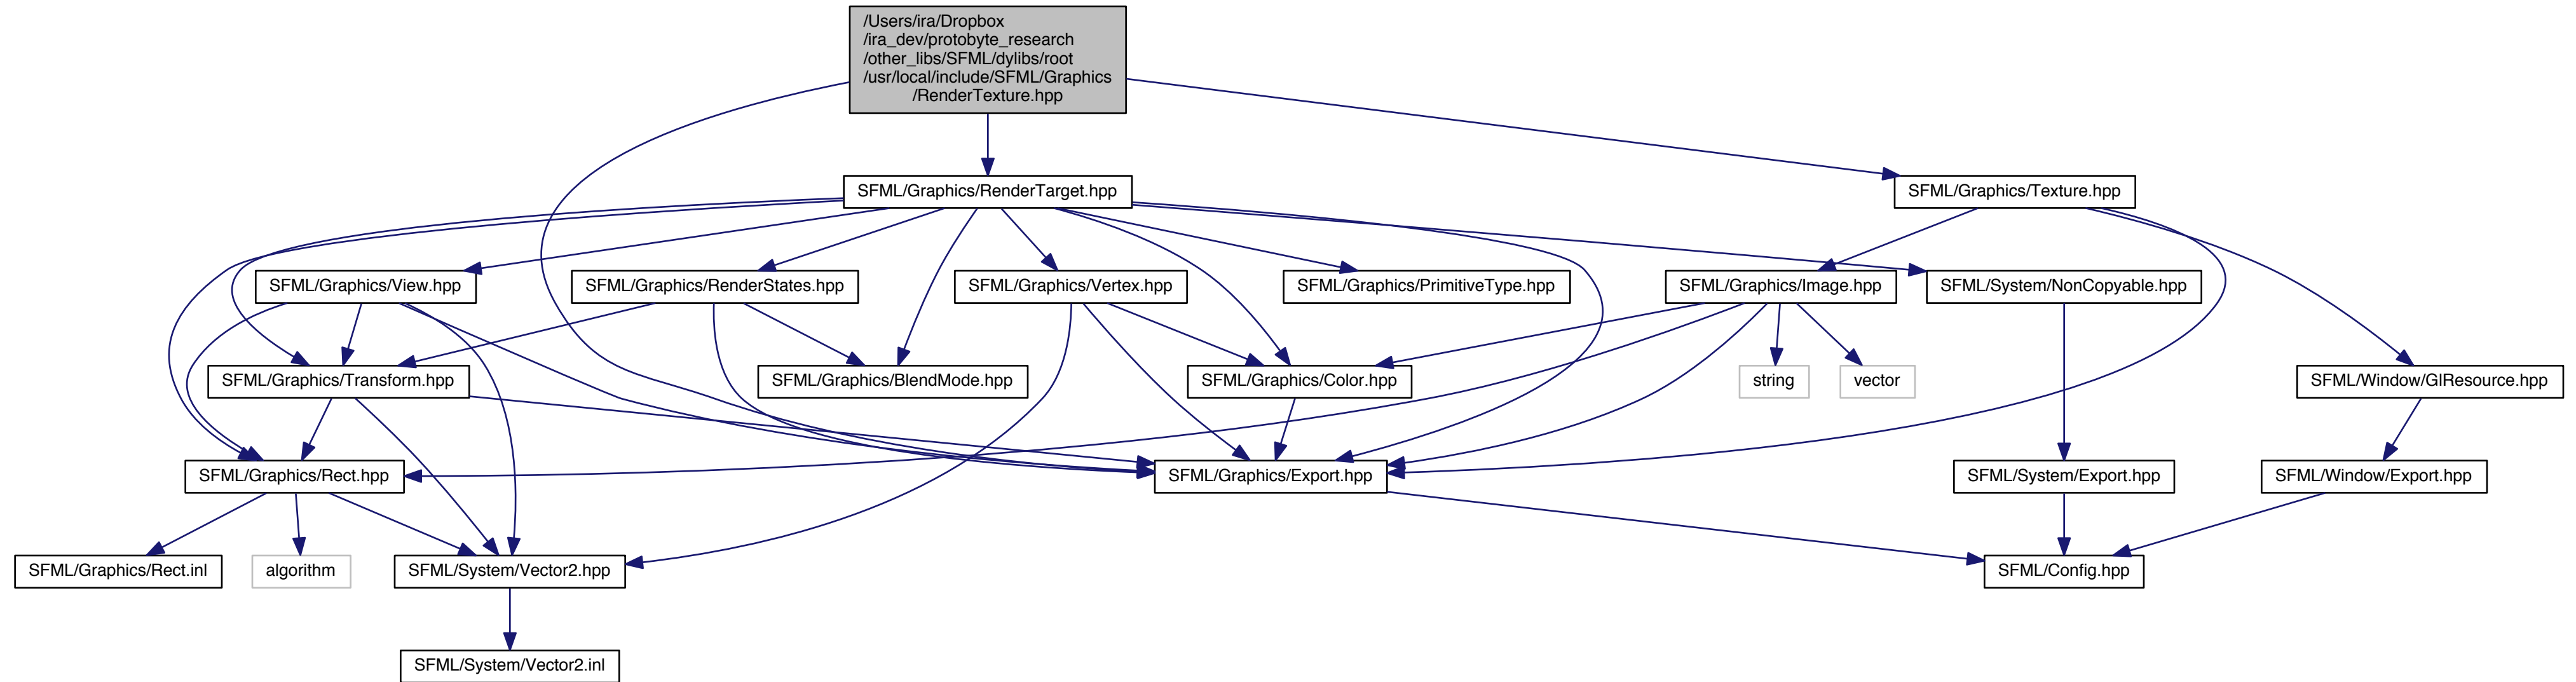 /Users/ira/Dropbox
/ira_dev/protobyte_research
/other_libs/SFML/dylibs/root
/usr/local/include/SFML/Graphics
/RenderTexture.hpp
SFML/Graphics/RenderTarget.hpp
SFML/Graphics/Texture.hpp
SFML/Graphics/View.hpp
SFML/Graphics/RenderStates.hpp
SFML/Graphics/Vertex.hpp
SFML/Graphics/PrimitiveType.hpp
SFML/Graphics/Image.hpp
SFML/System/NonCopyable.hpp
SFML/Graphics/Transform.hpp
SFML/Graphics/BlendMode.hpp
SFML/Graphics/Color.hpp
string
vector
SFML/Window/GlResource.hpp
SFML/Graphics/Rect.hpp
SFML/Graphics/Export.hpp
SFML/System/Export.hpp
SFML/Window/Export.hpp
SFML/Graphics/Rect.inl
algorithm
SFML/System/Vector2.hpp
SFML/Config.hpp
SFML/System/Vector2.inl